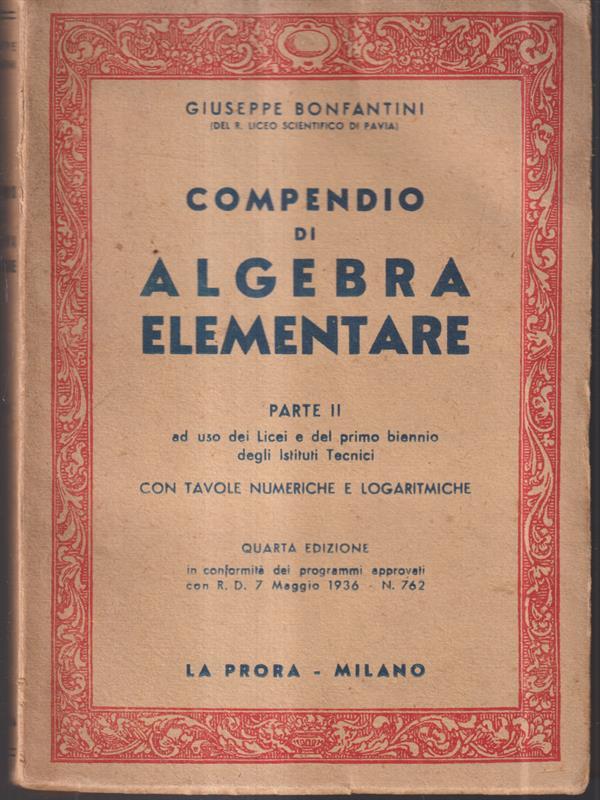 GIUSEPPE BONFANTINI
(DEL R. LICEO SCIENTIFICO DI PAVIA)
COMPENDIO
DI
ALGEBRA
ELEMENTARE
PARTE II
ad uso dei Licei e del primo biennio
degli Istituti Tecnici
CON TAVOLE NUMERICHE E LOGARITMICHE
QUARTA EDIZIONE
in conformità dei programmi approvati
con R. D. 7 Maggio 1936 - N. 762
LA PRORA - MILANO